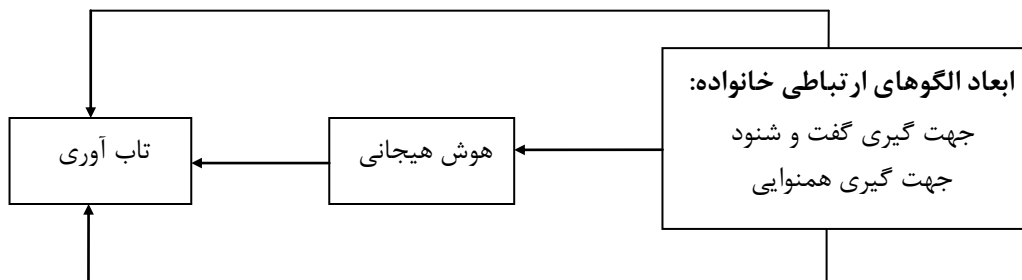 ابعاد الگوهای ارتباطی خانواده:
جهت گیری گفت و شنود
جهت گیری همنوایی
هوش هیجانی
تاب آوری